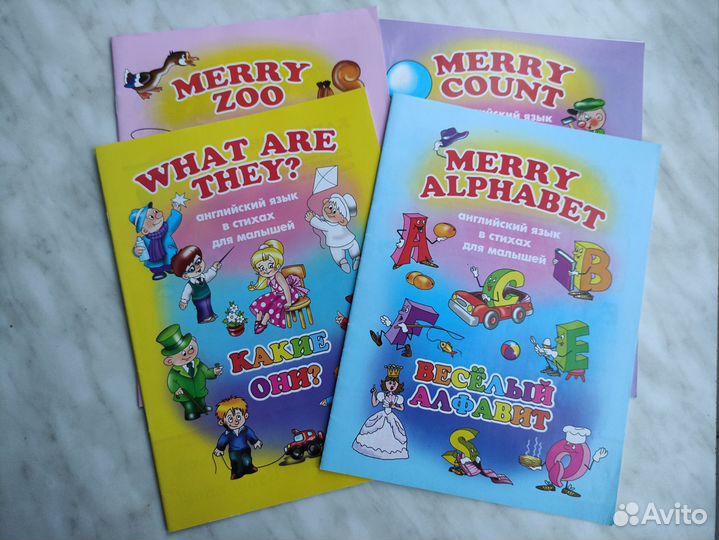 MERRY
ZOO
MERRY
COUNT
английский язык
WHAT ARE
THEY?
английский язык
в стихах
для малышей
КАКИЕ
ОНИ?
MERRY
ALPHABET
английский язык
в стихах
для малышей
A
B
C
F
E
ВЕСЁЛЫЙ
АЛФАВИТ
S
Q
Avito